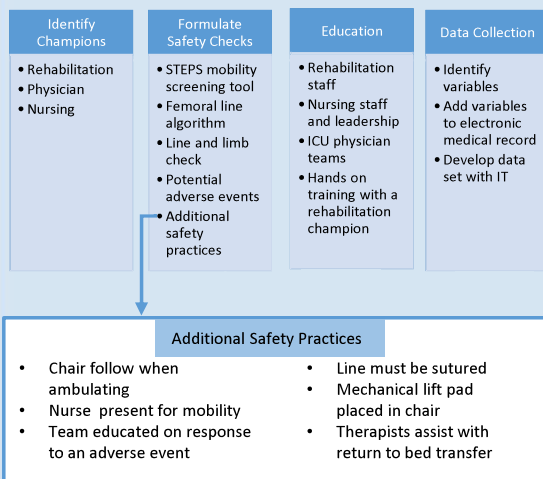 Identify
Champions
• Rehabilitation
• Physician
• Nursing
Formulate
Safety Checks
• STEPS mobility
screening tool
• Femoral line
algorithm
• Line and limb
check
• Potential
adverse events
• Additional
safety
practices
Education
• Rehabilitation
staff
• Nursing staff
and leadership
• ICU physician
teams
• Hands on
training with a
rehabilitation
champion
Data Collection
• Identify
variables
• Add variables
to electronic
medical record
• Develop data
set with IT
Additional Safety Practices
• Chair follow when
ambulating
• Nurse present for mobility
• Team educated on response
to an adverse event
• Line must be sutured
• Mechanical lift pad
placed in chair
• Therapists assist with
return to bed transfer